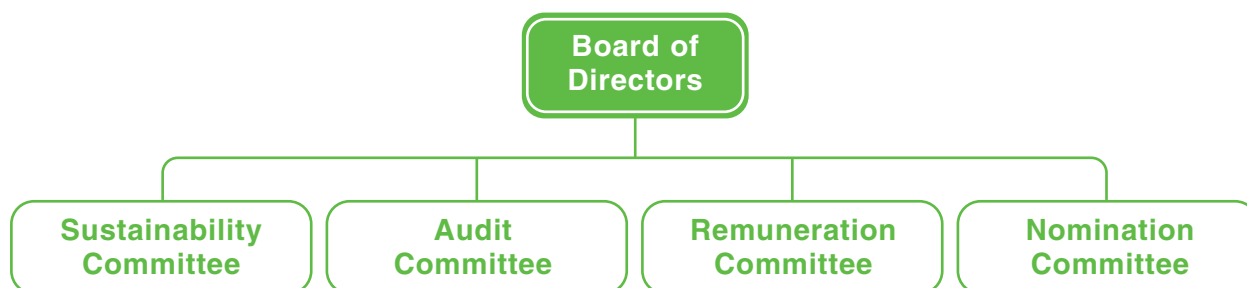 Board of
Directors
Sustainability
Committee
Audit
Committee
Remuneration
Committee
Nomination
Committee